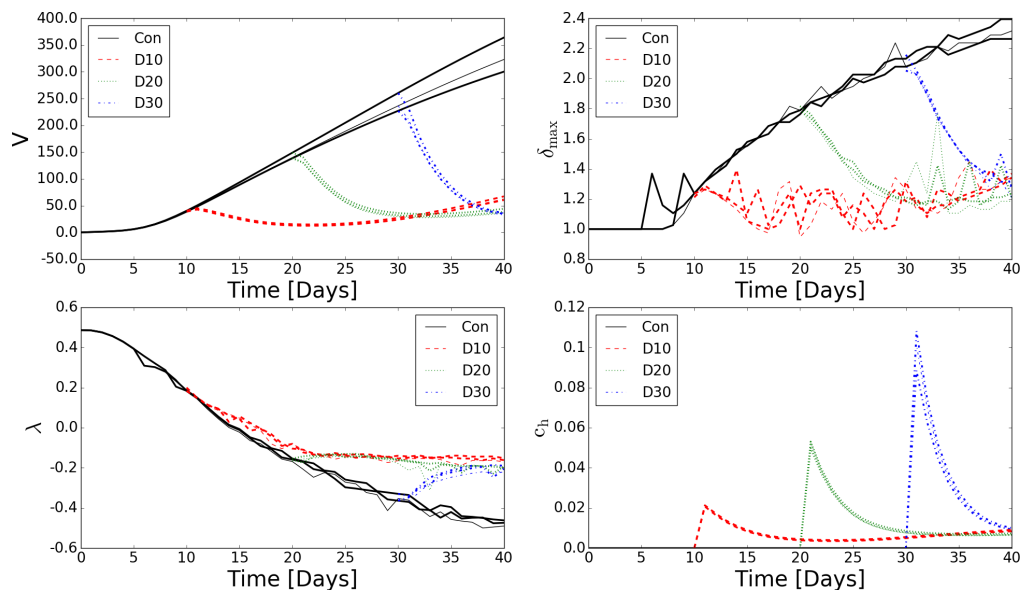 400.0
350.0
300.0
250.0
200.0
150.0
100.0
50.0
0.0
-50.0
V
0 5 10 15 20 25 30 35 40
Time [Days]
Con
D10
D20
D30
2.4
2.2
2.0
1.8
1.6
1.4
1.2
1.0
0.8
δmax
0 5 10 15 20 25 30 35 40
Time [Days]
Con
D10
D20
D30
0.6
0.4
0.2
0.0
-0.2
-0.4
-0.6
λ
0 5 10 15 20 25 30 35 40
Time [Days]
Con
D10
D20
D30
0.12
0.10
0.08
0.06
0.04
0.02
0.00
ch
0 5 10 15 20 25 30 35 40
Time [Days]
Con
D10
D20
D30